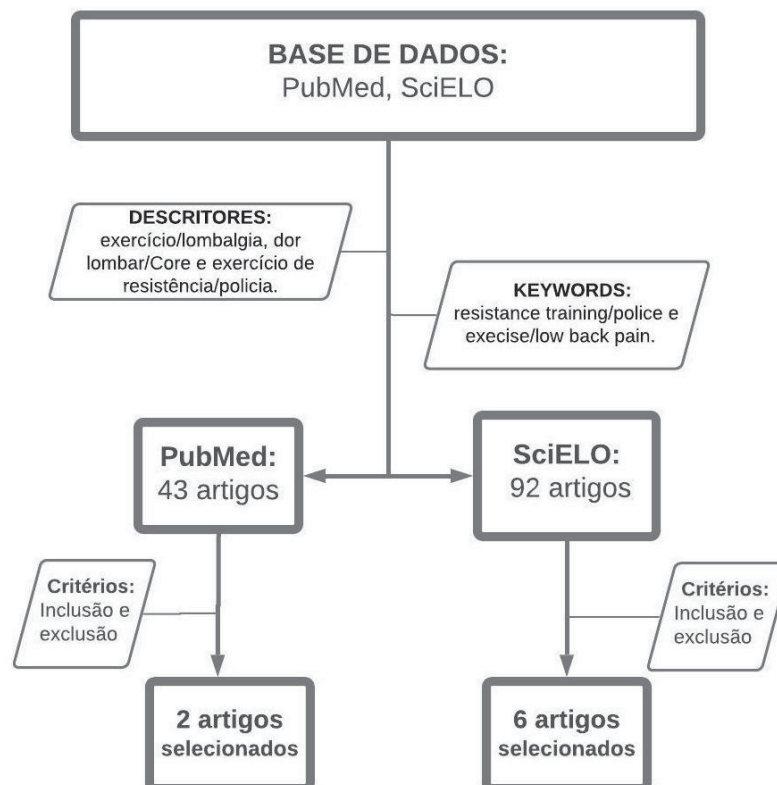 BASE DE DADOS:
PubMed, SciELO
DESCRITORES:
exercício/lombalgia, dor
lombar/Core e exercício de
resistência/policia.
KEYWORDS:
resistance training/police e
execise/low back pain.
PubMed:
43 artigos
SciELO:
92 artigos
Critérios:
Inclusão e
exclusão
Critérios:
Inclusão e
exclusão
2 artigos
selecionados
6 artigos
selecionados